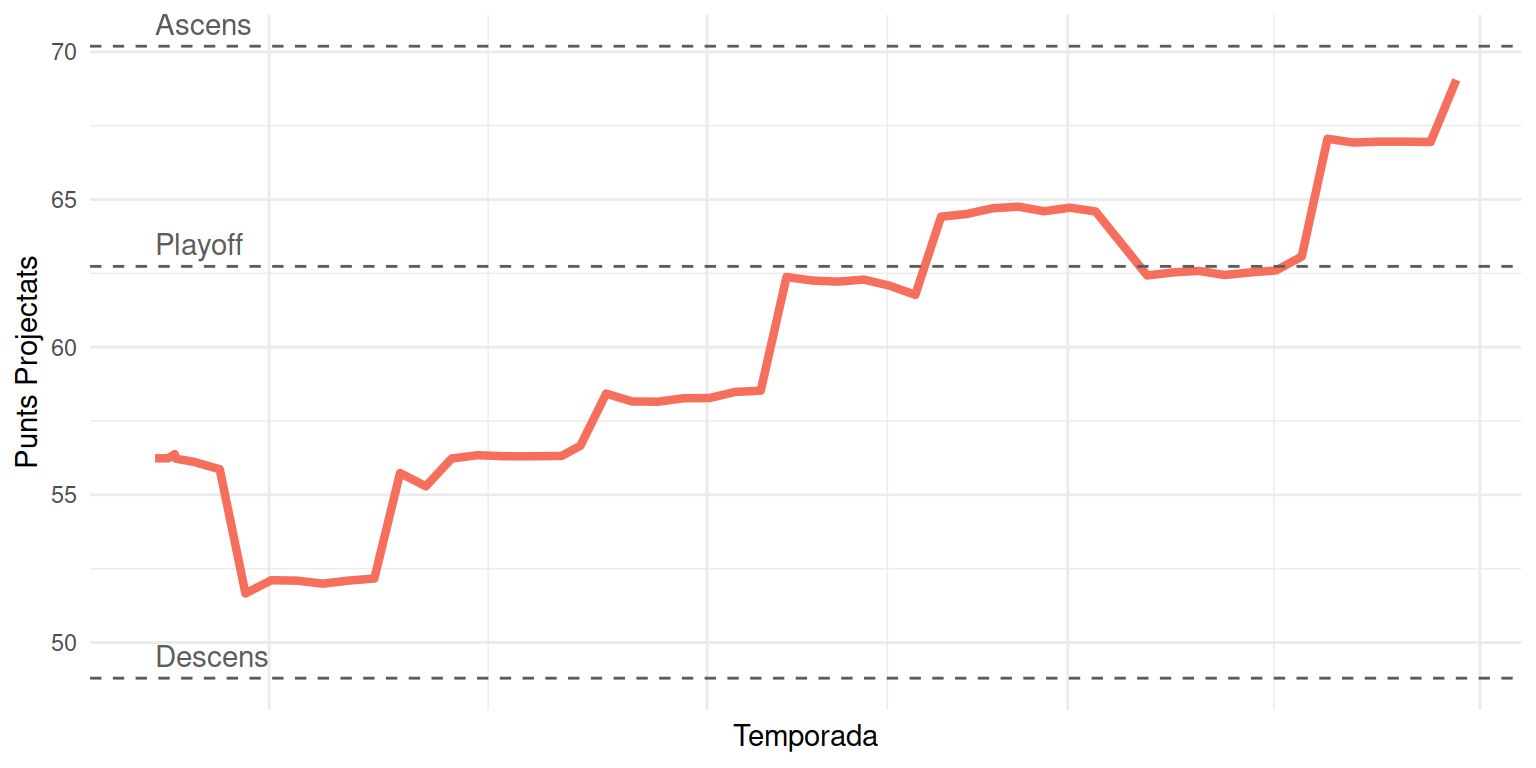 Ascens
70
65
Playoff
60
55
50
Descens
Punts Projectats
Temporada